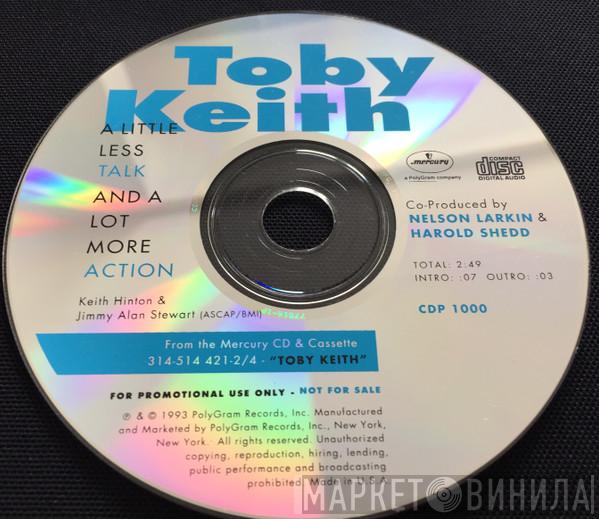 Toby
Keith
A LITTLE
LESS
TALK
AND A
LOT
MORE
ACTION
Keith Hinton &
Jimmy Alan Stewart (ASCAP/BMI)
mercury
a PolyGram company
COMPACT
disc
DIGITAL AUDIO
Co-Produced by
NELSON LARKIN &
HAROLD SHEDD
TOTAL: 2:49
INTRO: :07 OUTRO: :03
CDP 1000
From the Mercury CD & Cassette
314-514 421-2/4 - "TOBY KEITH"
FOR PROMOTIONAL USE ONLY - NOT FOR SALE
℗ & © 1993 PolyGram Records, Inc. Manufactured
and Marketed by PolyGram Records, Inc., New York,
New York. All rights reserved. Unauthorized
copying, reproduction, hiring, lending,
public performance and broadcasting
prohibited. Made in U.S.A.
МАРКЕТ ВИНИЛА